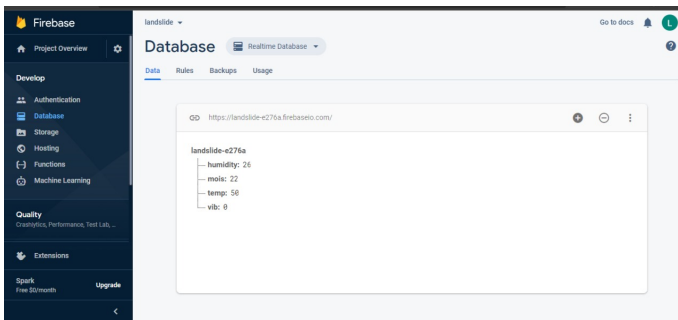 Firebase
Project Overview
Develop
Authentication
Database
Storage
Hosting
Functions
Machine Learning
Quality
Crashlytics, Performance, Test Lab, ...
Extensions
Spark
Free $0/month
Upgrade
landslide
Go to docs
L
Database
Realtime Database
Data Rules Backups Usage
https://landslide-e276a.firebaseio.com/
landslide-e276a
humidity: 26
mois: 22
temp: 50
vib: 0